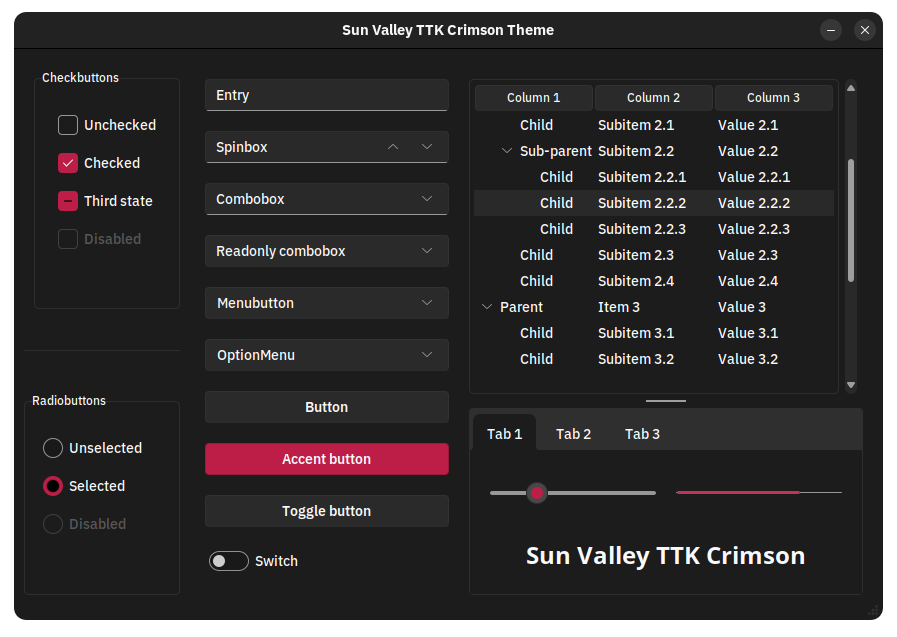 Sun Valley TTK Crimson Theme
Checkbuttons
Unchecked
Checked
Third state
Disabled
Radiobuttons
Unselected
Selected
Disabled
Entry
Spinbox
Combobox
Readonly combobox
Menubutton
OptionMenu
Button
Accent button
Toggle button
Switch
Column 1 Column 2 Column 3
Child Subitem 2.1 Value 2.1
Sub-parent Subitem 2.2 Value 2.2
Child Subitem 2.2.1 Value 2.2.1
Child Subitem 2.2.2 Value 2.2.2
Child Subitem 2.2.3 Value 2.2.3
Child Subitem 2.3 Value 2.3
Child Subitem 2.4 Value 2.4
Parent Item 3 Value 3
Child Subitem 3.1 Value 3.1
Child Subitem 3.2 Value 3.2
Tab 1 Tab 2 Tab 3
Sun Valley TTK Crimson